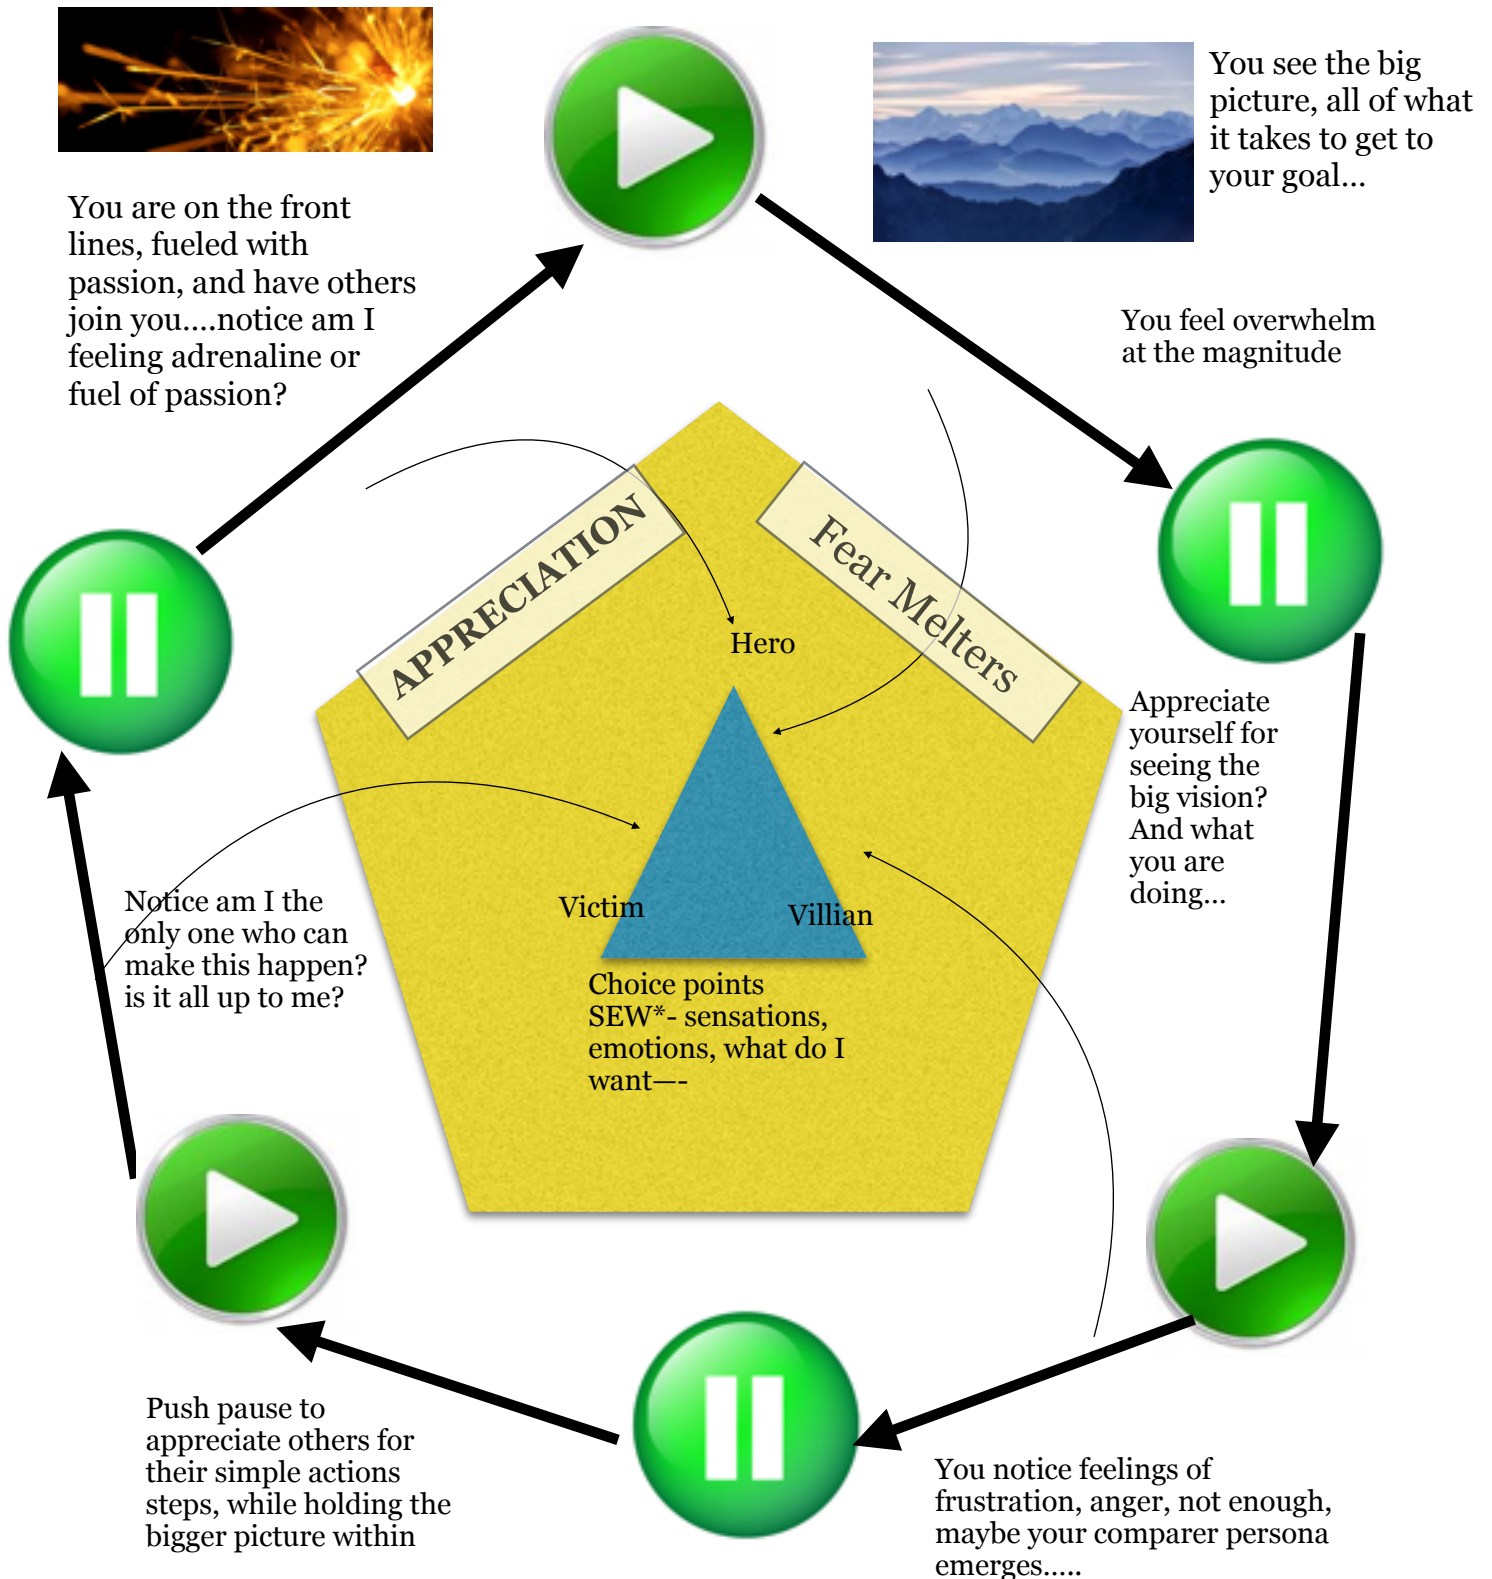 You see the big
picture, all of what
it takes to get to
your goal...
You are on the front
lines, fueled with
passion, and have others
join you....notice am I
feeling adrenaline or
fuel of passion?
You feel overwhelm
at the magnitude
APPRECIATION
Fear Melters
Hero
Appreciate
yourself for
seeing the
big vision?
And what
you are
doing...
Notice am I the
only one who can
make this happen?
is it all up to me?
Victim
Villian
Choice points
SEW*- sensations,
emotions, what do I
want—-
Push pause to
appreciate others for
their simple actions
steps, while holding the
bigger picture within
You notice feelings of
frustration, anger, not enough,
maybe your comparer persona
emerges.....